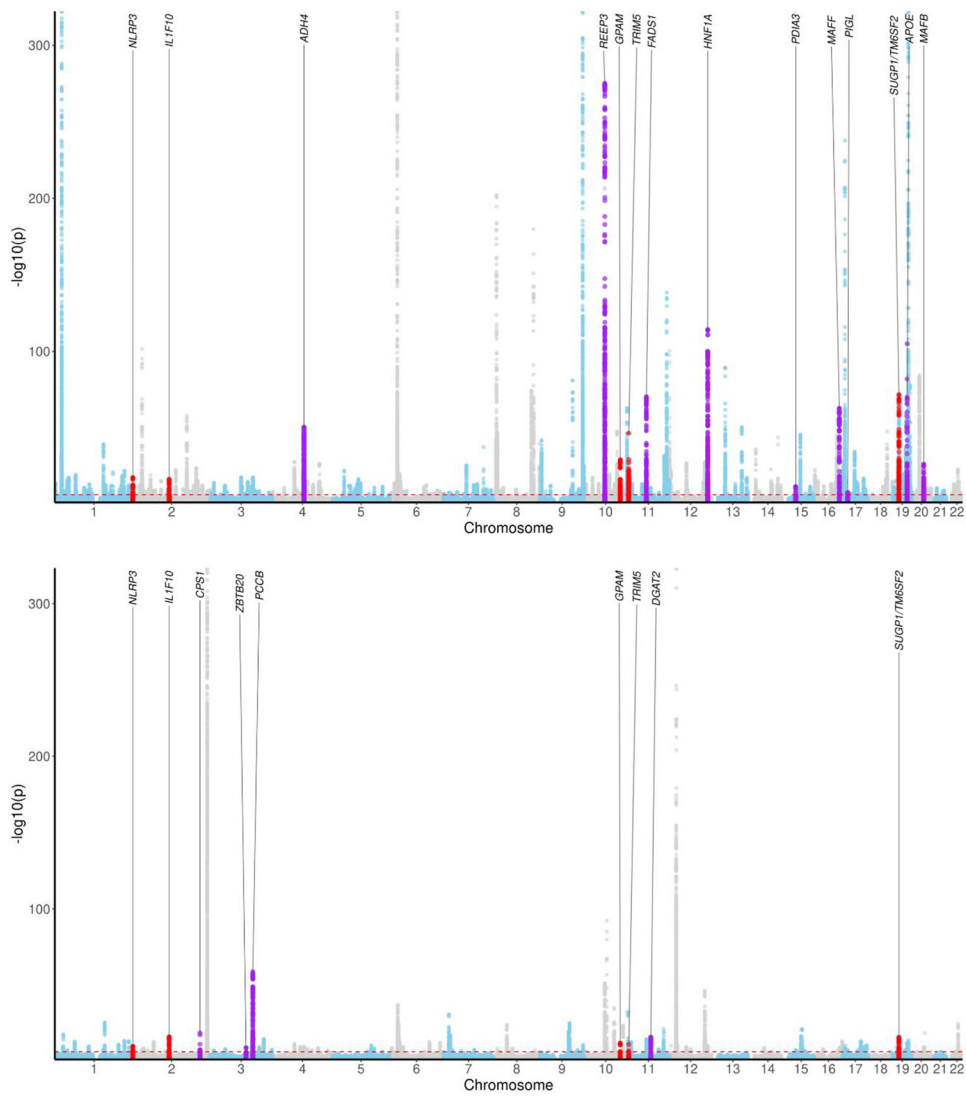 NLRP3
IL1F10
ADH4
REEP3
GPAM
TRIM5
FADS1
HNF1A
PDIA3
MAFF
PIGL
SUGP1/TM6SF2
APOE
MAFB
300
200
100
-log10(p)
1 2 3 4 5 6 7 8 9 10 11 12 13 14 15 16 17 18 19 20 21 22
Chromosome
NLRP3
IL1F10
CPS1
ZBTB20
PCCB
GPAM
TRIM5
DGAT2
SUGP1/TM6SF2
300
200
100
-log10(p)
1 2 3 4 5 6 7 8 9 10 11 12 13 14 15 16 17 18 19 20 21 22
Chromosome